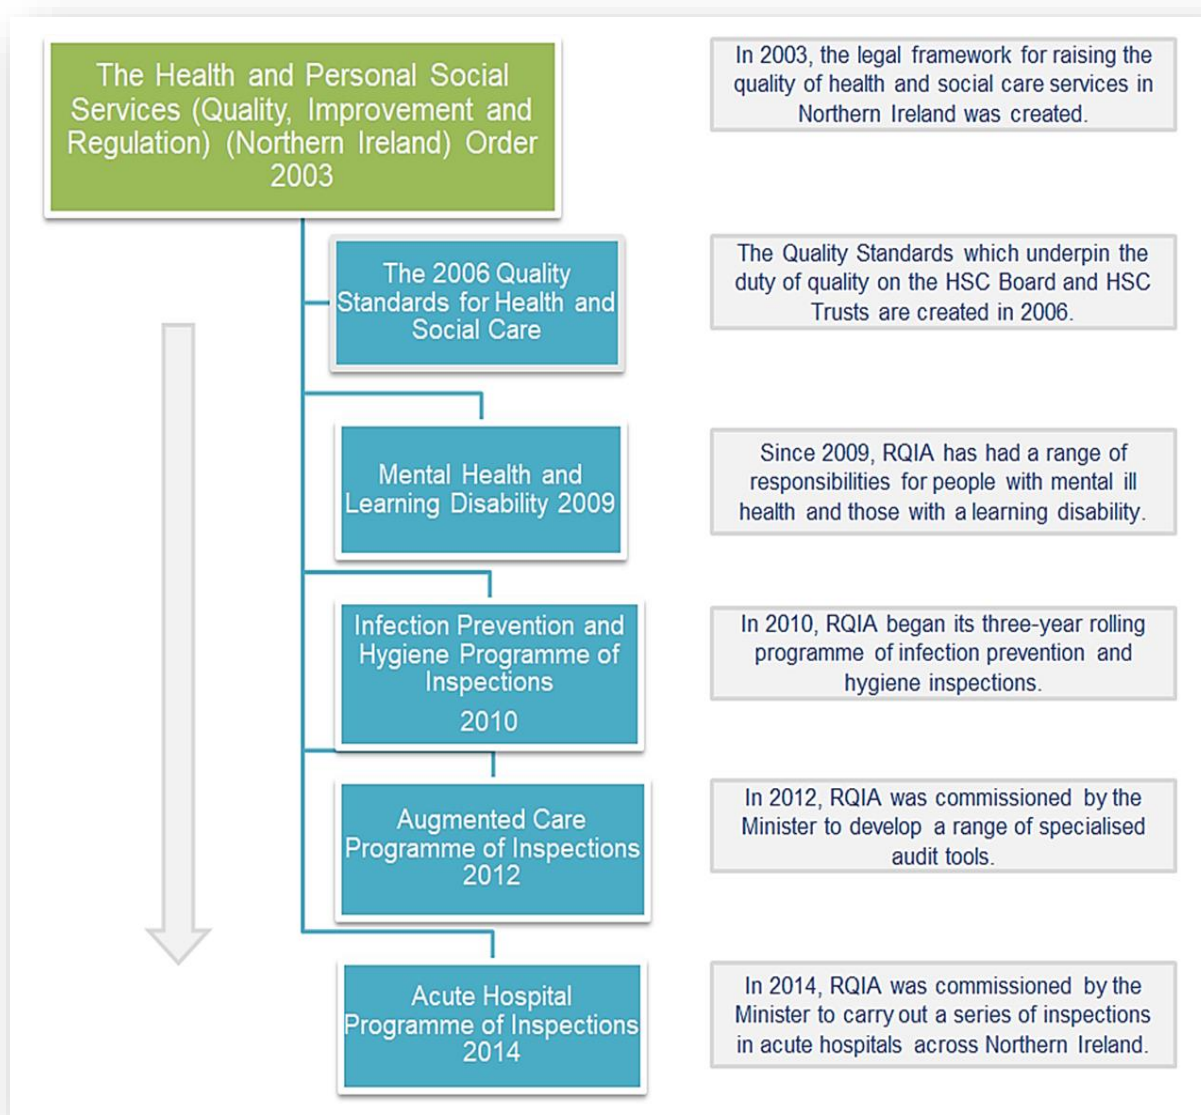 The Health and Personal Social
Services (Quality, Improvement and
Regulation) (Northern Ireland) Order
2003
In 2003, the legal framework for raising the
quality of health and social care services in
Northern Ireland was created.
The 2006 Quality
Standards for Health and
Social Care
The Quality Standards which underpin the
duty of quality on the HSC Board and HSC
Trusts are created in 2006.
Mental Health and
Learning Disability 2009
Since 2009, RQIA has had a range of
responsibilities for people with mental ill
health and those with a learning disability.
Infection Prevention and
Hygiene Programme of
Inspections
2010
In 2010, RQIA began its three-year rolling
programme of infection prevention and
hygiene inspections.
Augmented Care
Programme of Inspections
2012
In 2012, RQIA was commissioned by the
Minister to develop a range of specialised
audit tools.
Acute Hospital
Programme of Inspections
2014
In 2014, RQIA was commissioned by the
Minister to carry out a series of inspections
in acute hospitals across Northern Ireland.